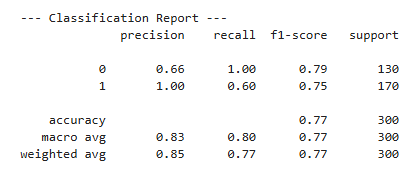 --- Classification Report ---
precision recall f1-score support
0 0.66 1.00 0.79 130
1 1.00 0.60 0.75 170
accuracy 0.77 300
macro avg 0.83 0.80 0.77 300
weighted avg 0.85 0.77 0.77 300